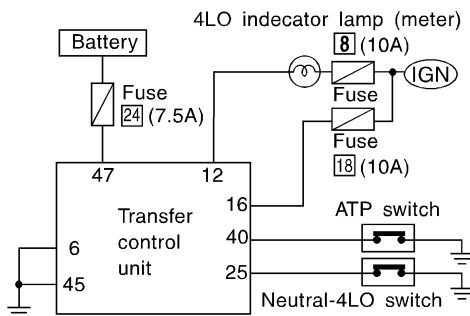 4LO indecator lamp (meter)
Battery
8 (10A)
IGN
Fuse
Fuse
24 (7.5A)
Fuse
18 (10A)
47
12
16
ATP switch
Transfer
control
unit
6
40
45
25
Neutral-4LO switch